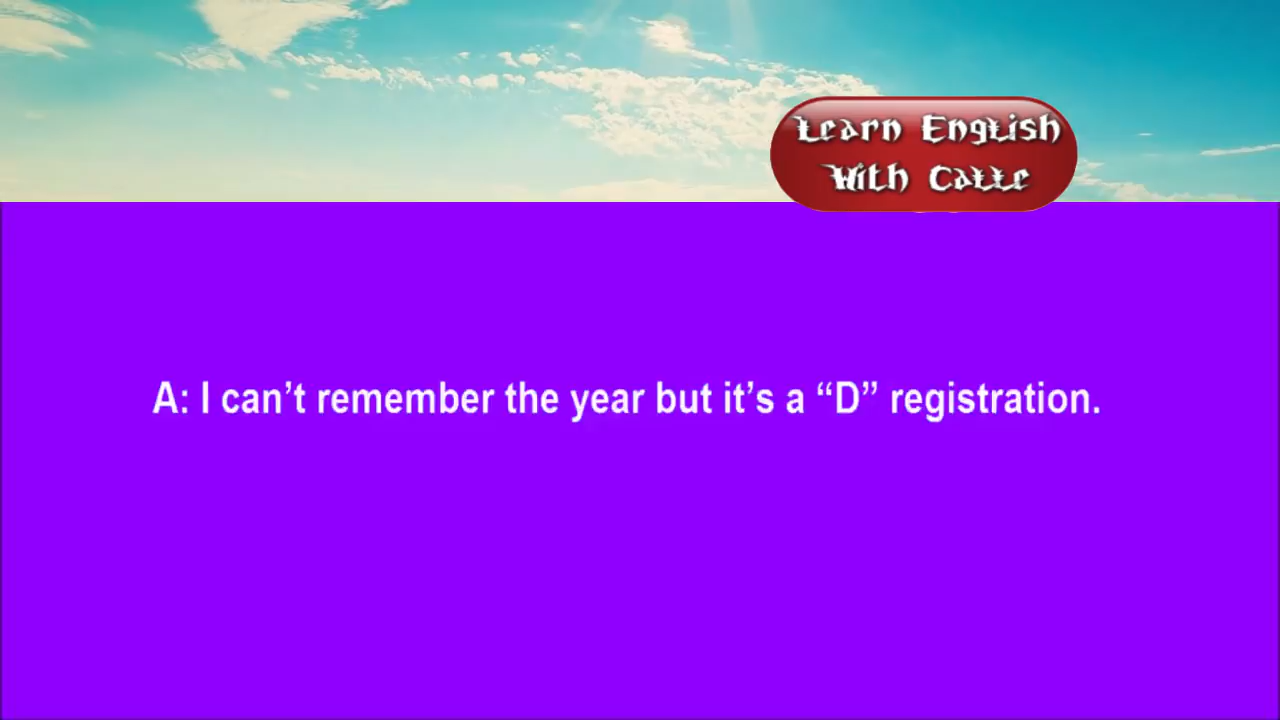 Learn English
With Catte
A: I can’t remember the year but it’s a “D” registration.